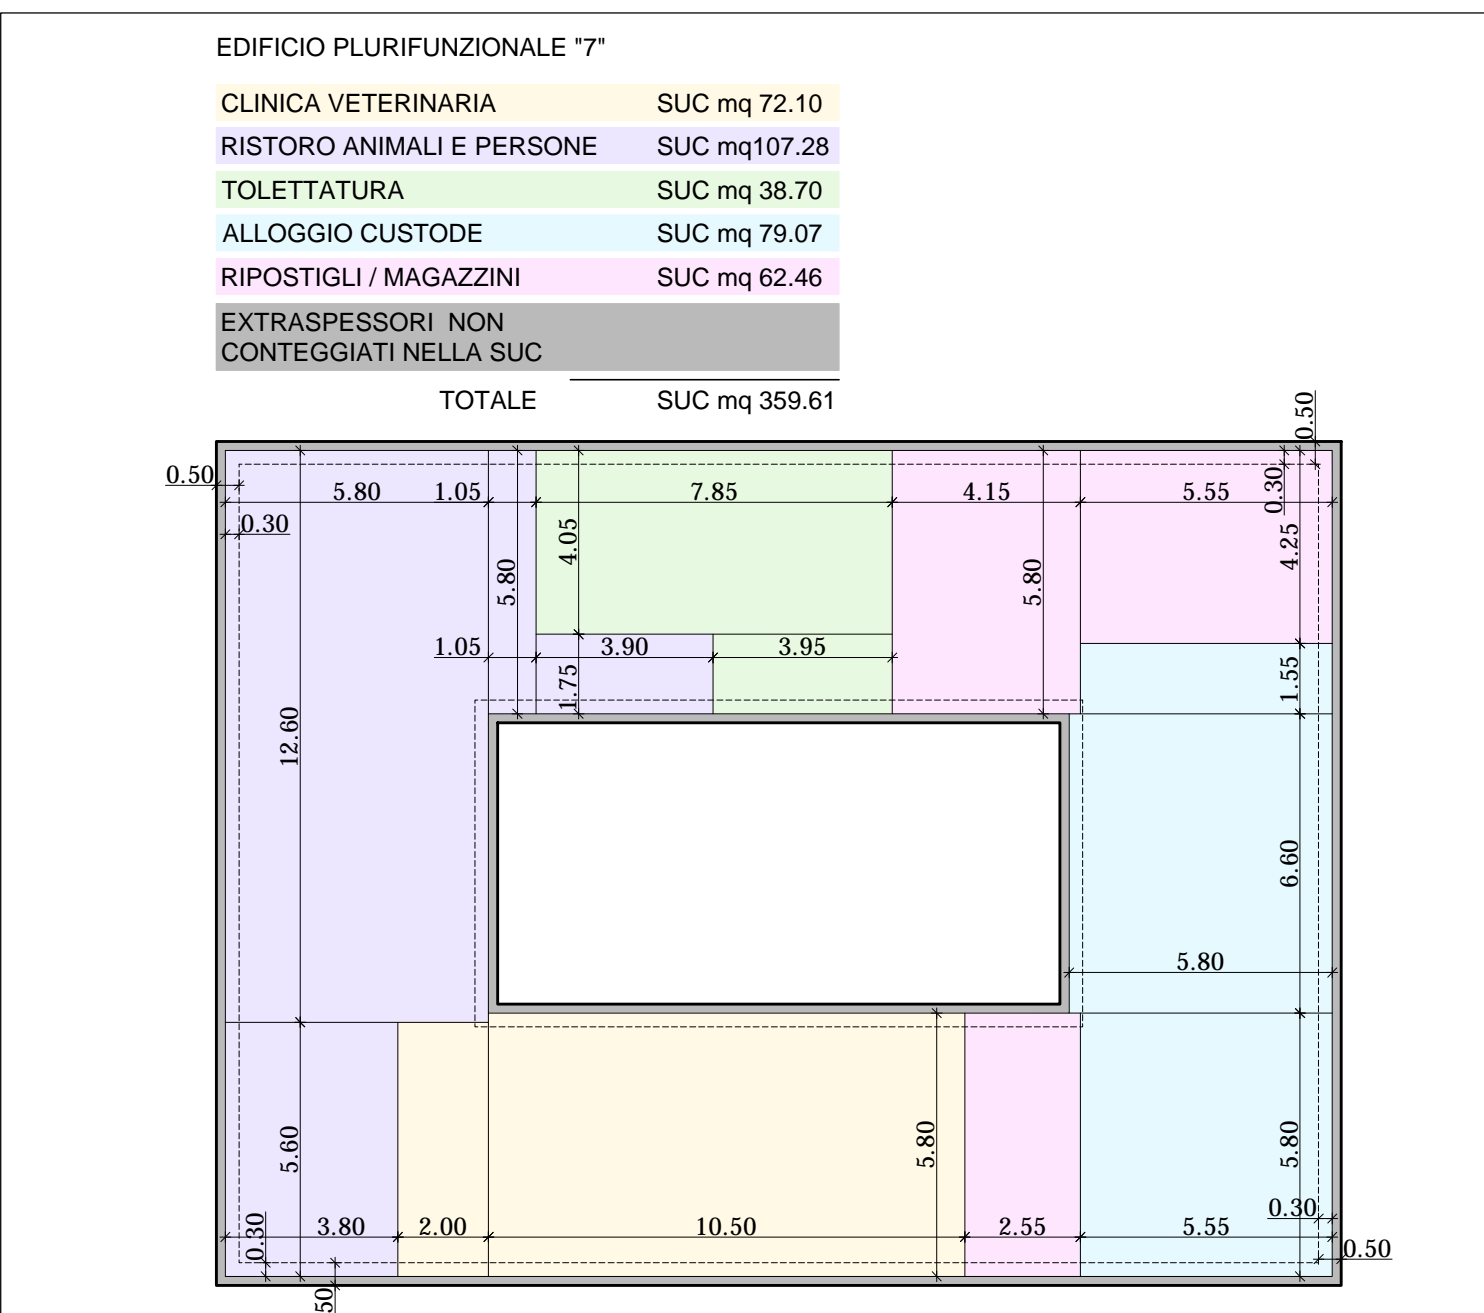 EDIFICIO PLURIFUNZIONALE "7"
CLINICA VETERINARIA SUC mq 72.10
RISTORO ANIMALI E PERSONE SUC mq107.28
TOLETTATURA SUC mq 38.70
ALLOGGIO CUSTODE SUC mq 79.07
RIPOSTIGLI / MAGAZZINI SUC mq 62.46
EXTRASPESSORI NON
CONTEGGIATI NELLA SUC
TOTALE SUC mq 359.61
0.50
0.50
5.80 1.05 7.85 4.15 5.55
0.30
0.30
4.05
4.25
5.80
5.80
1.05 3.90 3.95
1.75
1.55
12.60
6.60
5.80
5.60
5.80
5.80
0.30
3.80 2.00 10.50 2.55 5.55
0.30
0.50
50